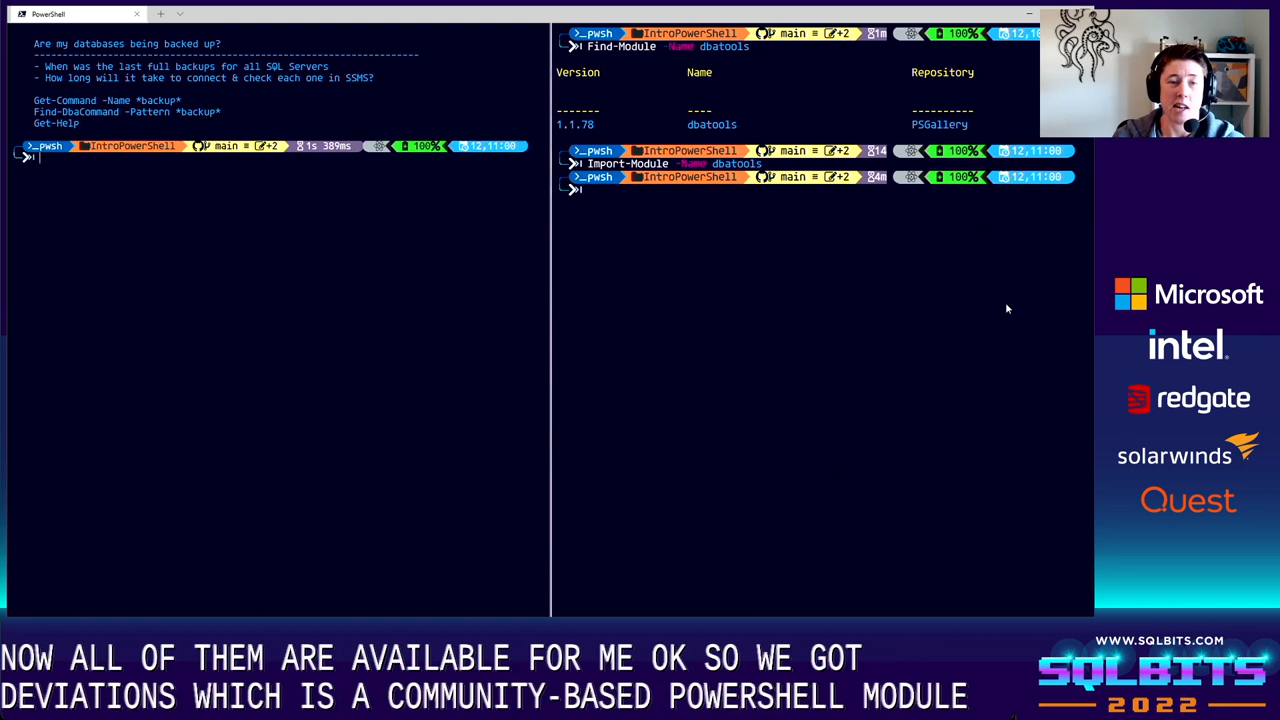 PowerShell
Are my databases being backed up?
- When was the last full backups for all SQL Servers
- How long will it take to connect & check each one in SSMS?
Get-Command -Name *backup*
Find-DbaCommand -Pattern *backup*
Get-Help
>_pwsh IntroPowerShell main ≡ +2 1s 389ms 100% 12,11:00
>_pwsh IntroPowerShell main ≡ +2 1m 100%
Find-Module -Name dbatools
Version Name Repository
------- ---- ----------
1.1.78 dbatools PSGallery
>_pwsh IntroPowerShell main ≡ +2 14 100% 12,11:00
Import-Module -Name dbatools
>_pwsh IntroPowerShell main ≡ +2 4m 100% 12,11:00
Microsoft
intel.
redgate
solarwinds
Quest
NOW ALL OF THEM ARE AVAILABLE FOR ME OK SO WE GOT
DEVIATIONS WHICH IS A COMMUNITY-BASED POWERSHELL MODULE
WWW.SQLBITS.COM
SQLBITS
2022